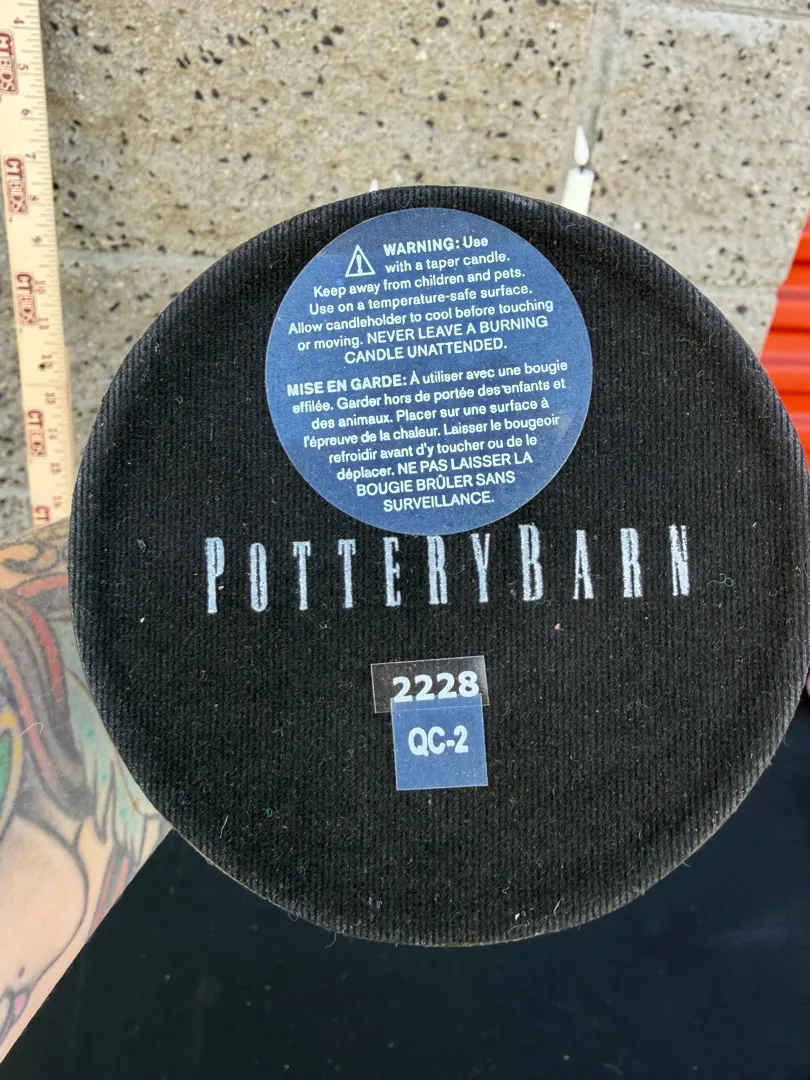 WARNING: Use
with a taper candle.
Keep away from children and pets.
Use on a temperature-safe surface.
Allow candleholder to cool before touching
or moving. NEVER LEAVE A BURNING
CANDLE UNATTENDED.
MISE EN GARDE: À utiliser avec une bougie
effilée. Garder hors de portée des enfants et
des animaux. Placer sur une surface à
l'épreuve de la chaleur. Laisser le bougeoir
refroidir avant d'y toucher ou de le
déplacer. NE PAS LAISSER LA
BOUGIE BRÛLER SANS
SURVEILLANCE.
POTTERYBARN
2228
QC-2